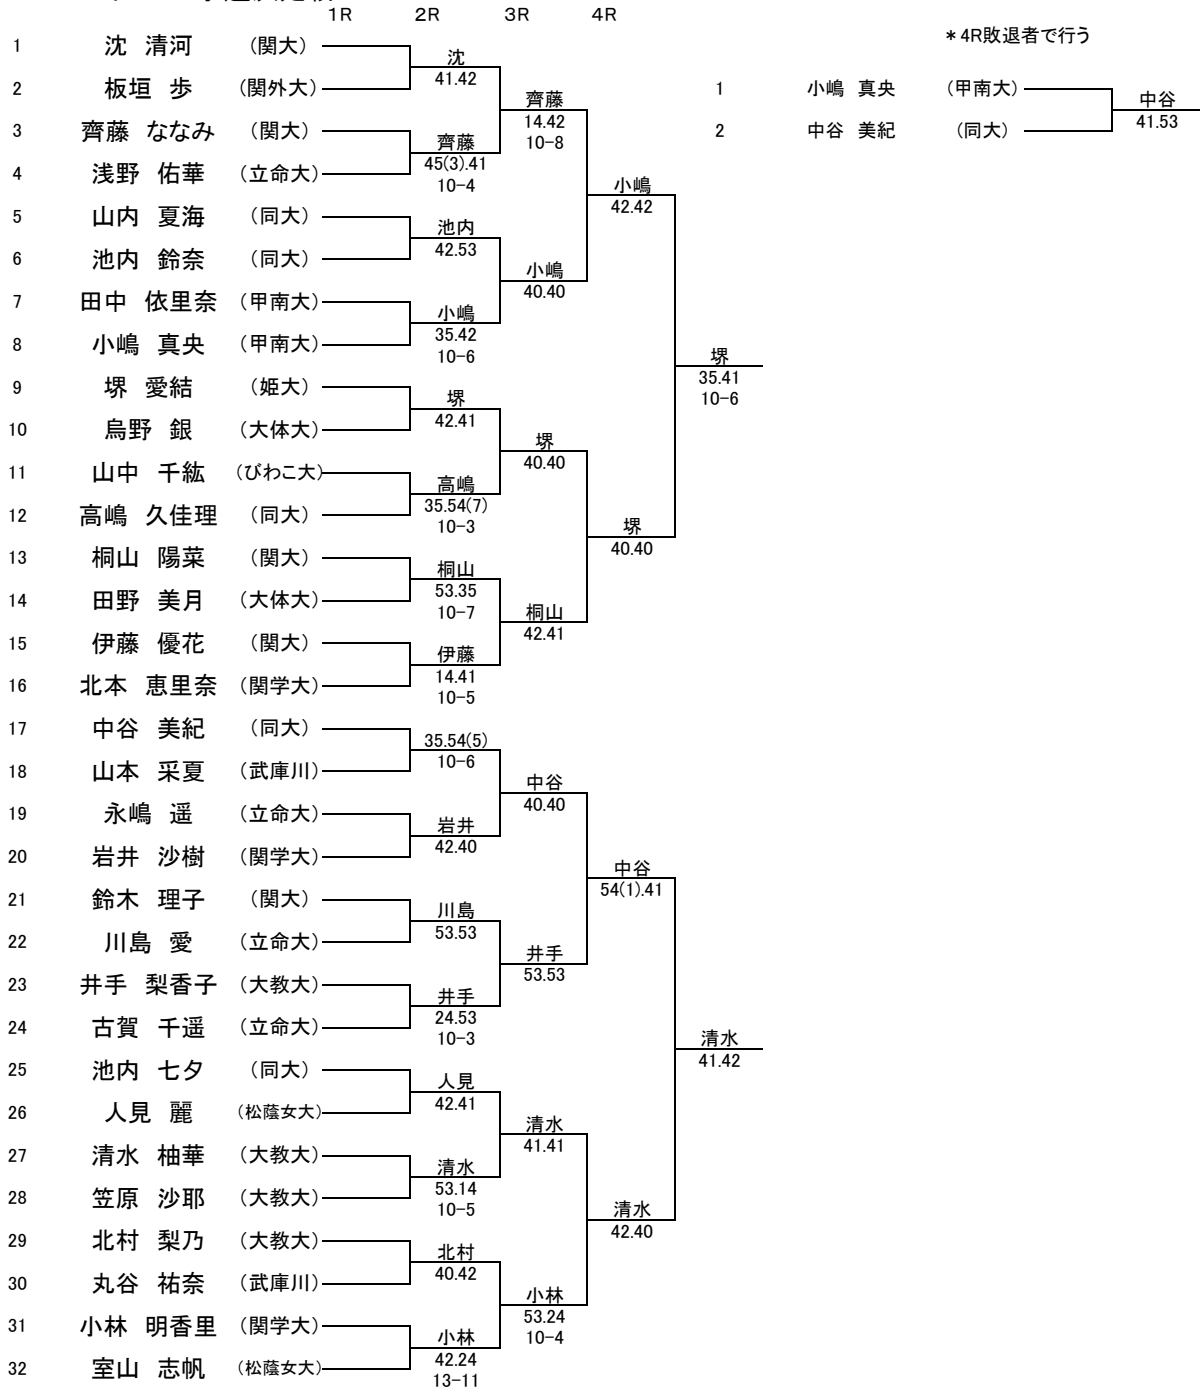 1R 2R 3R 4R
＊4R敗退者で行う
1 沈 清河 （関大）
2 板垣 歩 （関外大）
3 齊藤 ななみ （関大）
4 浅野 佑華 （立命大）
5 山内 夏海 （同大）
6 池内 鈴奈 （同大）
7 田中 依里奈 （甲南大）
8 小嶋 真央 （甲南大）
9 堺 愛結 （姫大）
10 烏野 銀 （大体大）
11 山中 千紘 （びわこ大）
12 高嶋 久佳理 （同大）
13 桐山 陽菜 （関大）
14 田野 美月 （大体大）
15 伊藤 優花 （関大）
16 北本 恵里奈 （関学大）
17 中谷 美紀 （同大）
18 山本 采夏 （武庫川）
19 永嶋 遥 （立命大）
20 岩井 沙樹 （関学大）
21 鈴木 理子 （関大）
22 川島 愛 （立命大）
23 井手 梨香子 （大教大）
24 古賀 千遥 （立命大）
25 池内 七夕 （同大）
26 人見 麗 （松蔭女大）
27 清水 柚華 （大教大）
28 笠原 沙耶 （大教大）
29 北村 梨乃 （大教大）
30 丸谷 祐奈 （武庫川）
31 小林 明香里 （関学大）
32 室山 志帆 （松蔭女大）
沈
41.42
齊藤
45(3).41
10-4
池内
42.53
小嶋
35.42
10-6
堺
42.41
高嶋
35.54(7)
10-3
桐山
53.35
10-7
伊藤
14.41
10-5
35.54(5)
10-6
岩井
42.40
川島
53.53
井手
24.53
10-3
人見
42.41
清水
53.14
10-5
北村
40.42
小林
42.24
13-11
齊藤
14.42
10-8
小嶋
40.40
堺
40.40
桐山
42.41
中谷
40.40
井手
53.53
清水
41.41
小林
53.24
10-4
小嶋
42.42
堺
40.40
中谷
54(1).41
清水
42.40
堺
35.41
10-6
清水
41.42
1 小嶋 真央 （甲南大）
2 中谷 美紀 （同大）
中谷
41.53